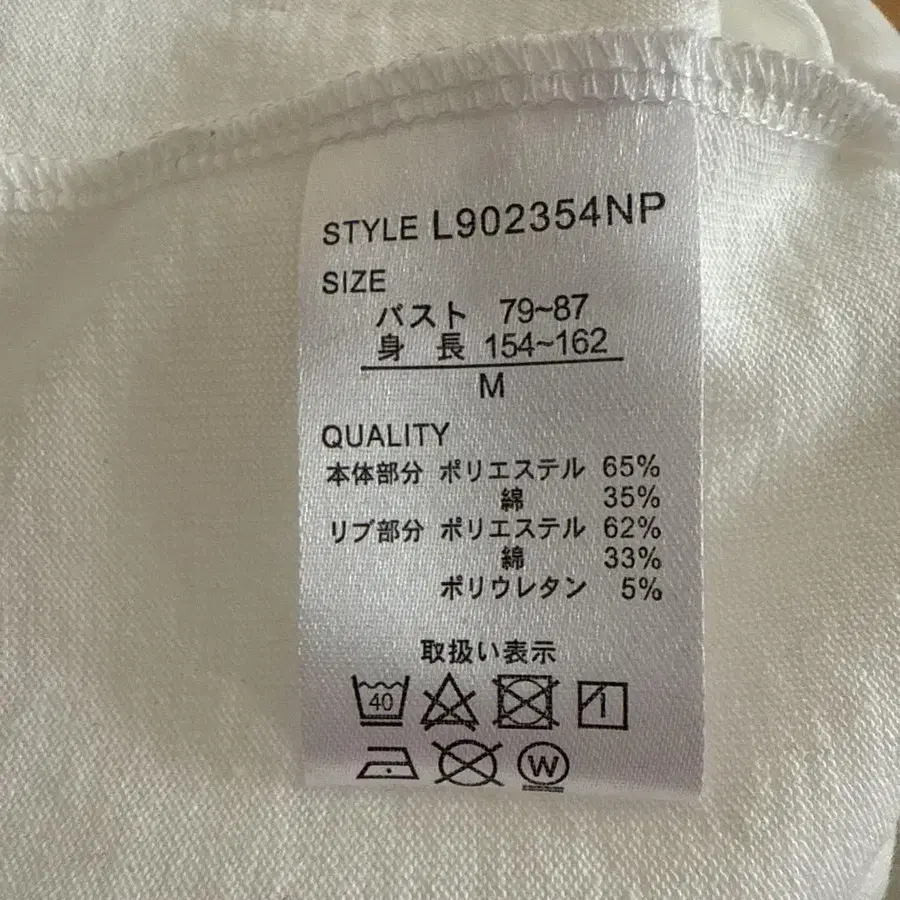 STYLE L902354NP
SIZE
バスト 79~87
身 長 154~162
M
QUALITY
本体部分 ポリエステル 65%
綿 35%
リブ部分 ポリエステル 62%
綿 33%
ポリウレタン 5%
取扱い表示
40
W